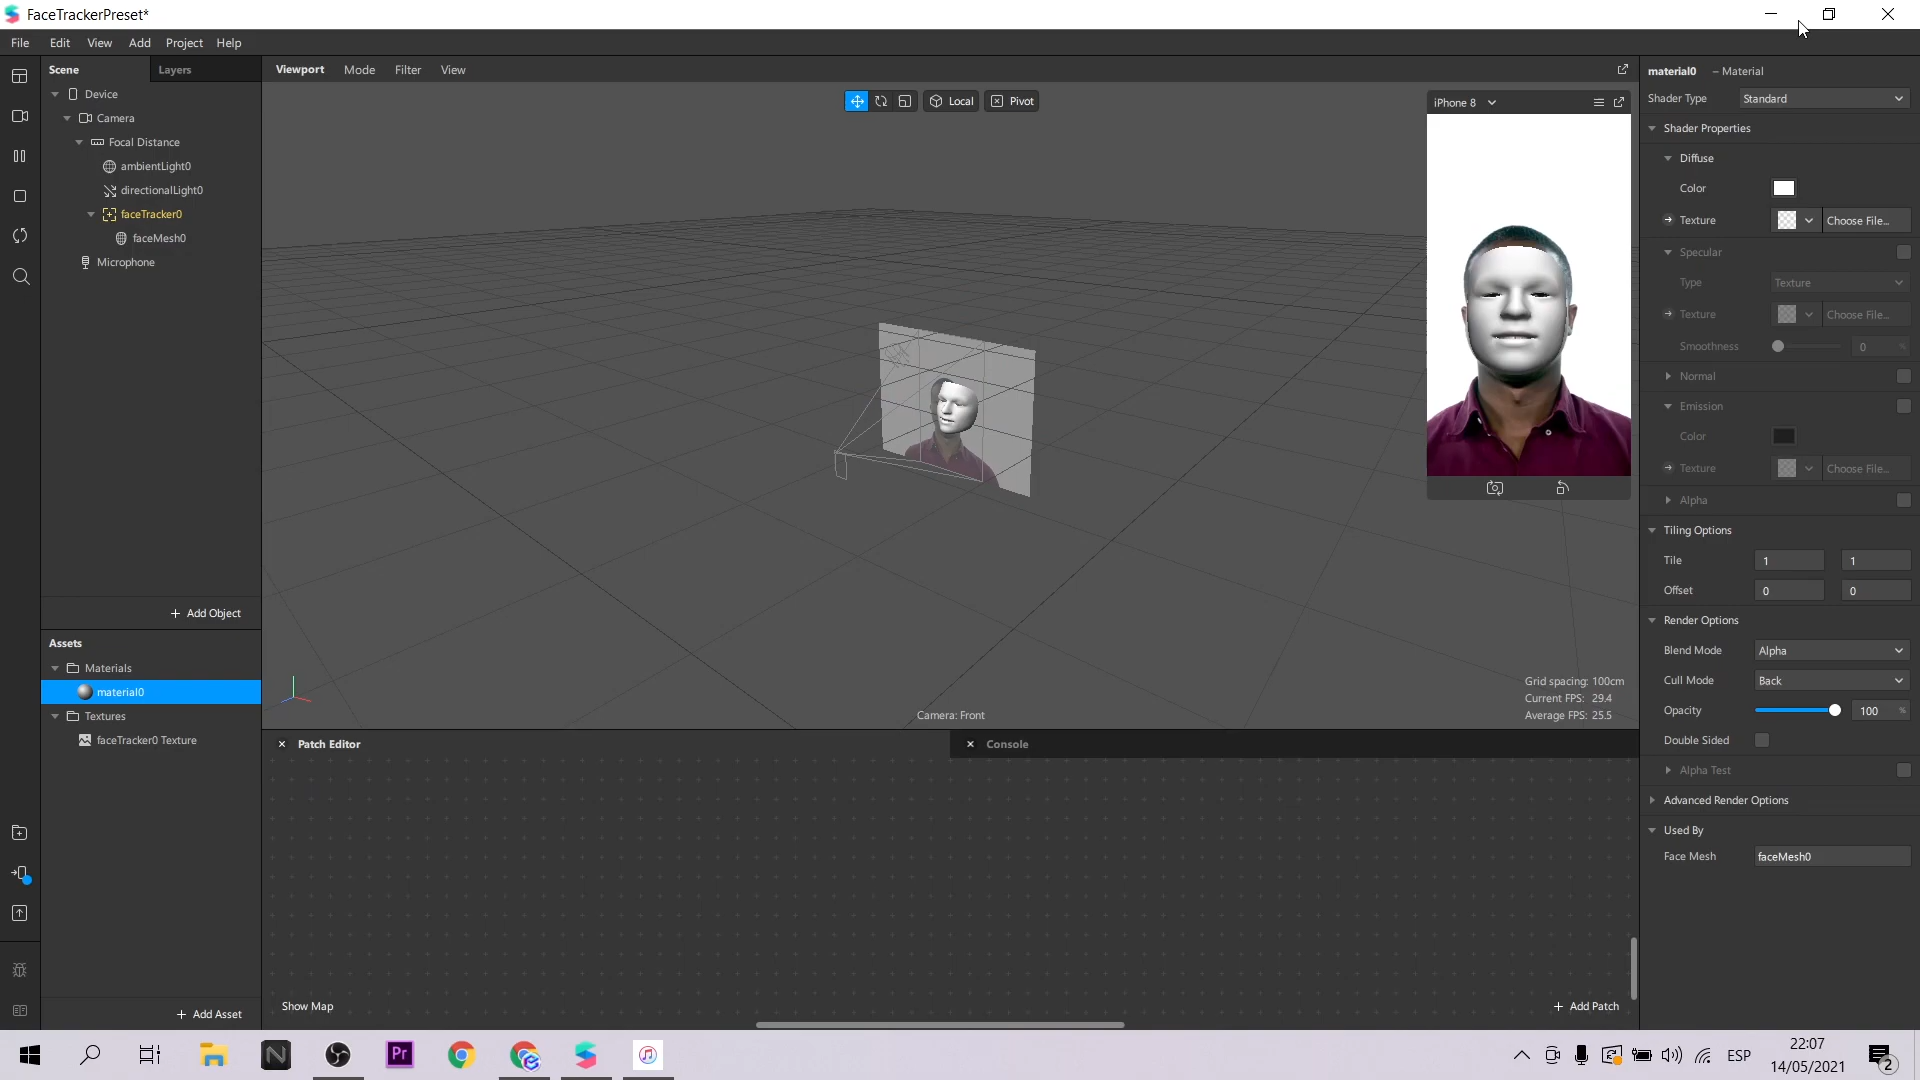 FaceTrackerPreset*
File Edit View Add Project Help
Scene Layers
Device
Camera
Focal Distance
ambientLight0
directionalLight0
faceTracker0
faceMesh0
Microphone
+ Add Object
Assets
Materials
material0
Textures
faceTracker0 Texture
+ Add Asset
Viewport Mode Filter View
Local Pivot
iPhone 8
Grid spacing: 100cm
Current FPS: 29.4
Average FPS: 25.5
Camera: Front
Patch Editor
Console
Show Map
+ Add Patch
material0 – Material
Shader Type Standard
Shader Properties
Diffuse
Color
Texture Choose File...
Specular
Type Texture
Texture Choose File...
Smoothness 0 %
Normal
Emission
Color
Texture Choose File...
Alpha
Tiling Options
Tile 1 1
Offset 0 0
Render Options
Blend Mode Alpha
Cull Mode Back
Opacity 100 %
Double Sided
Alpha Test
Advanced Render Options
Used By
Face Mesh faceMesh0
N Pr
ESP
22:07
14/05/2021
2